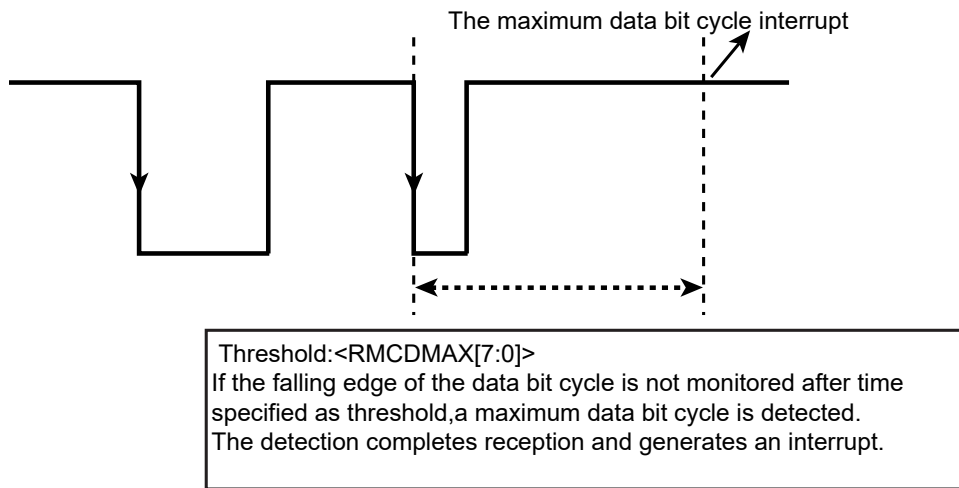 The maximum data bit cycle interrupt
Threshold:<RMCDMAX[7:0]>
If the falling edge of the data bit cycle is not monitored after time
specified as threshold,a maximum data bit cycle is detected.
The detection completes reception and generates an interrupt.